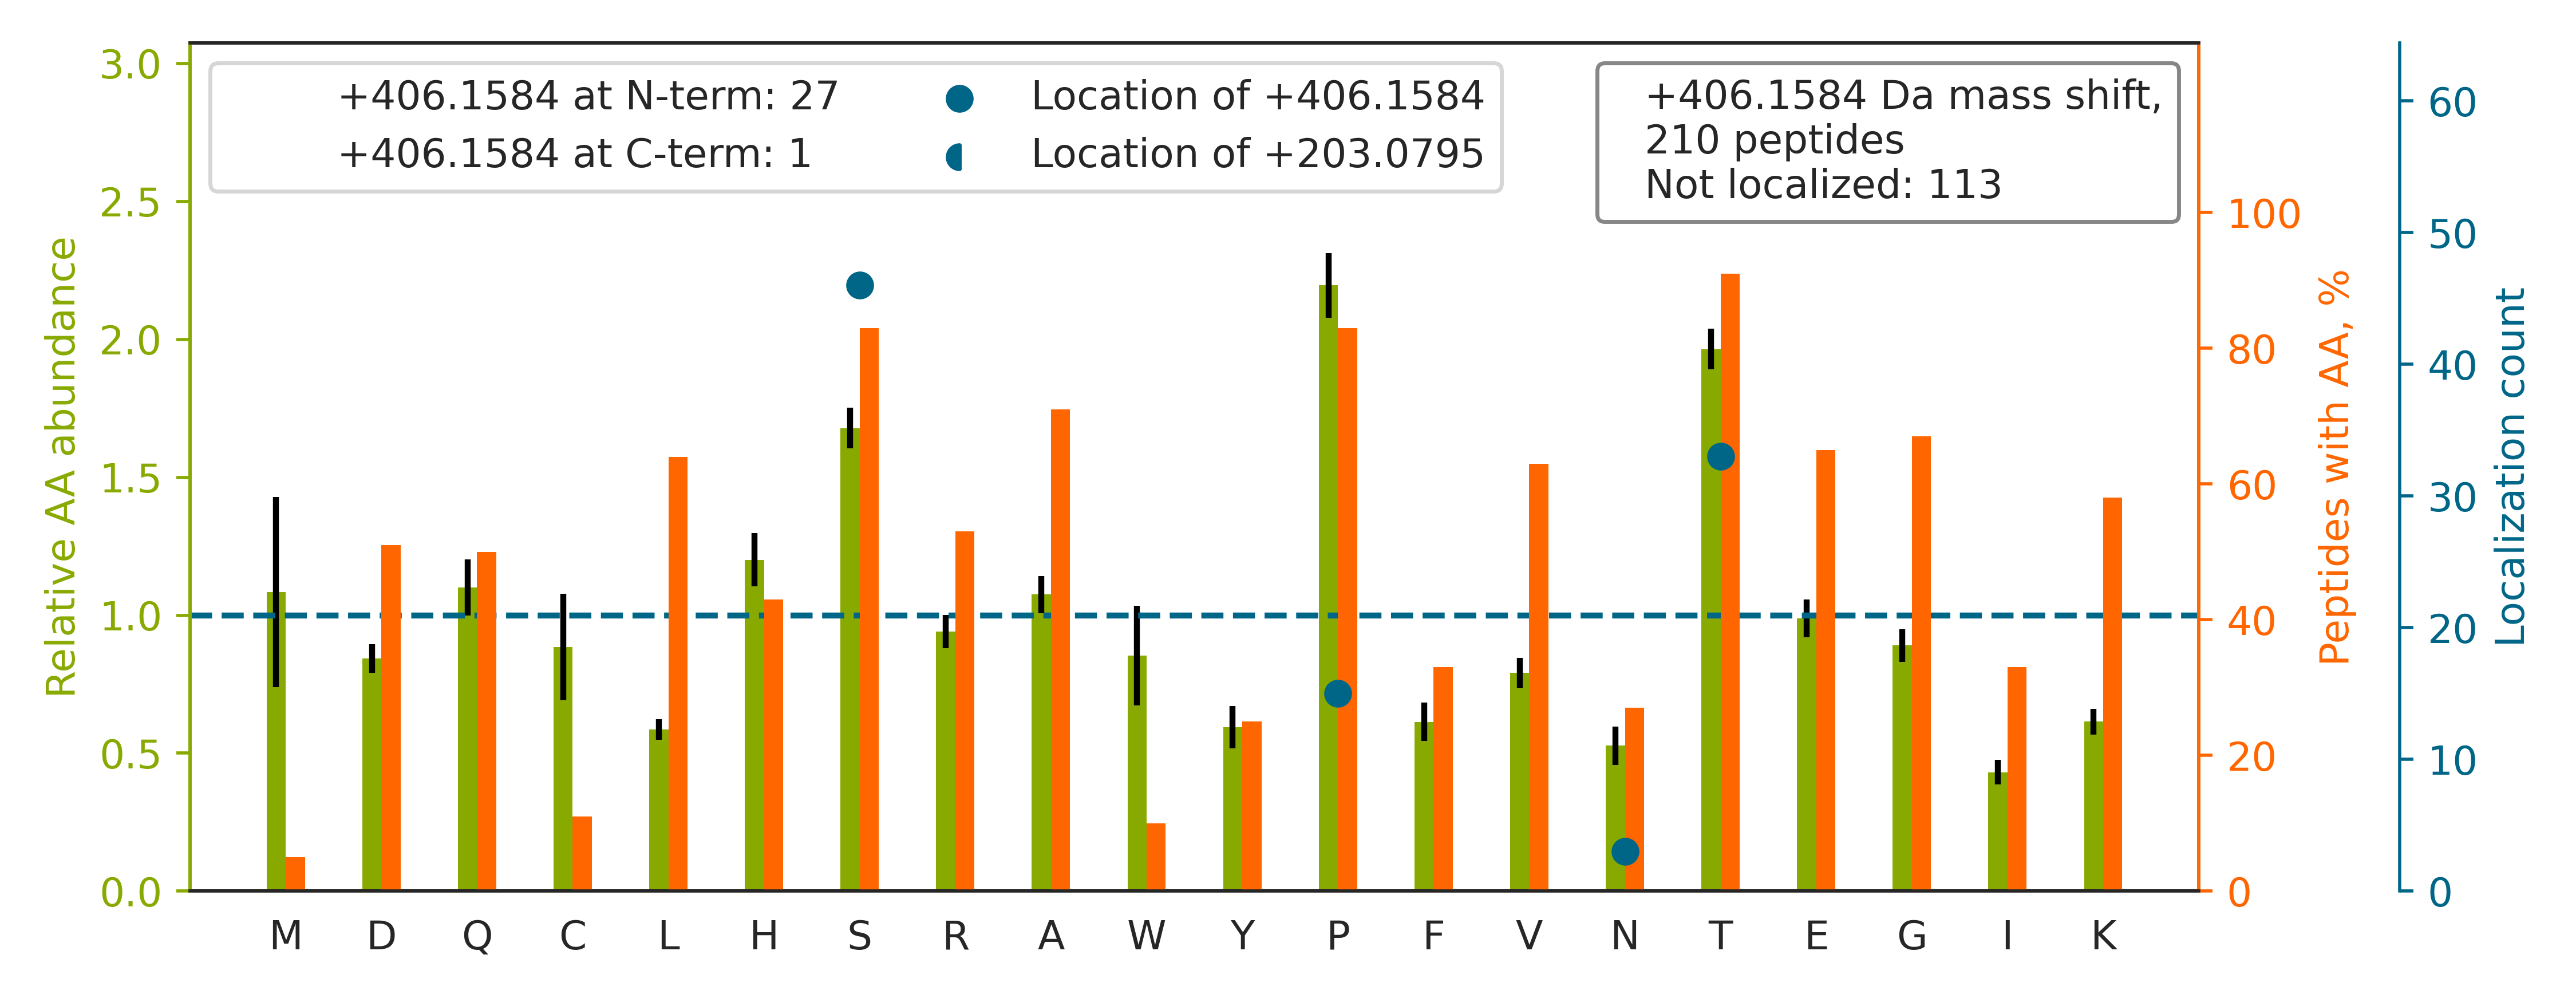 3.0
2.5
2.0
1.5
1.0
0.5
0.0
Relative AA abundance
+406.1584 at N-term: 27
+406.1584 at C-term: 1
Location of +406.1584
Location of +203.0795
+406.1584 Da mass shift,
210 peptides
Not localized: 113
100
80
60
40
20
0
Peptides with AA, %
60
50
40
30
20
10
0
Localization count
M D Q C L H S R A W Y P F V N T E G I K